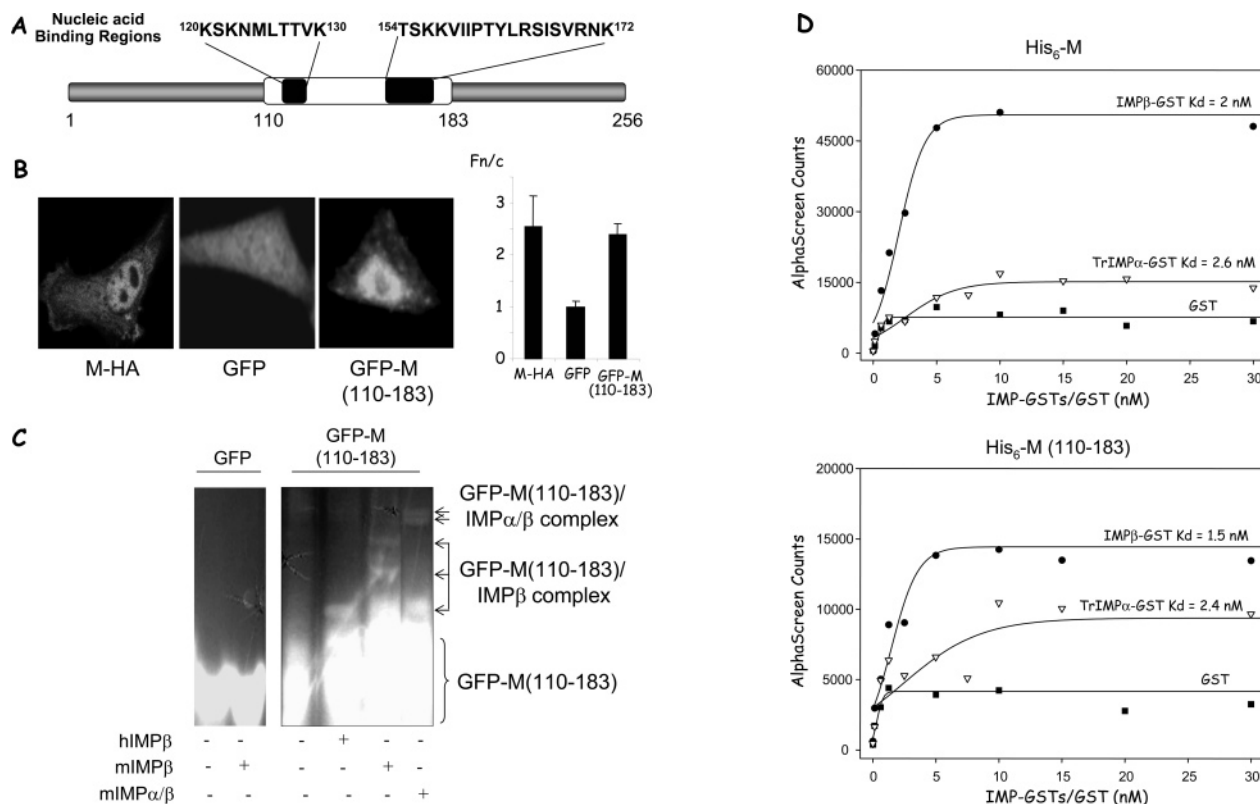 A
Nucleic acid
Binding Regions
120KSKNMLTTVK130
154TSKKVIIPTYLRSISVRNK172
1
110
183
256
B
M-HA
GFP
GFP-M
(110-183)
Fn/c
3
2
1
0
M-HA
GFP
GFP-M
(110-183)
C
GFP
GFP-M
(110-183)
GFP-M(110-183)/
IMPα/β complex
GFP-M(110-183)/
IMPβ complex
GFP-M(110-183)
hIMPβ - - - + - -
mIMPβ - + - - + -
mIMPα/β - - - - - +
D
His6-M
AlphaScreen Counts
60000
45000
30000
15000
0
IMPβ-GST Kd = 2 nM
TrIMPα-GST Kd = 2.6 nM
GST
0 5 10 15 20 25 30
IMP-GSTs/GST (nM)
His6-M (110-183)
AlphaScreen Counts
20000
15000
10000
5000
0
IMPβ-GST Kd = 1.5 nM
TrIMPα-GST Kd = 2.4 nM
GST
0 5 10 15 20 25 30
IMP-GSTs/GST (nM)